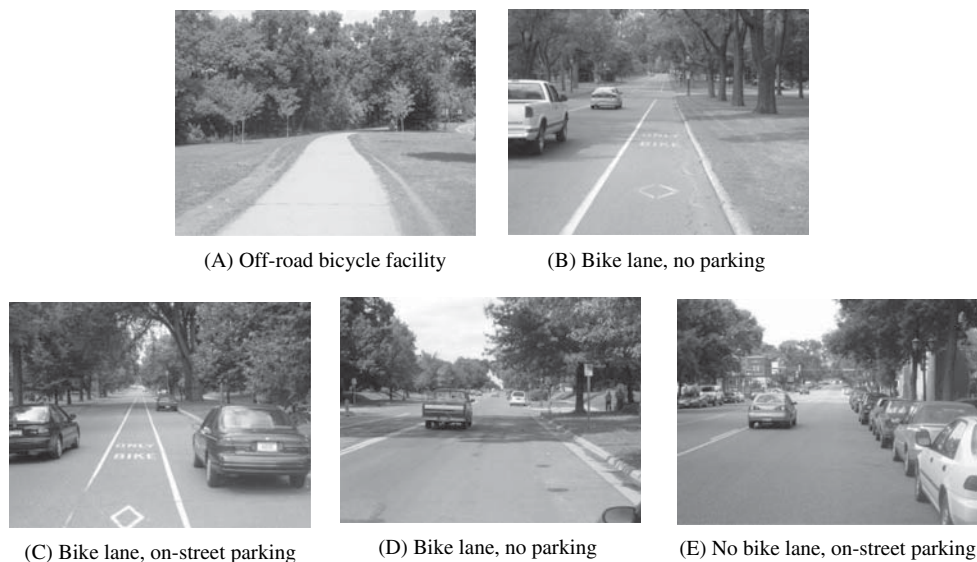 ONLY
BIKE
(A) Off-road bicycle facility
(B) Bike lane, no parking
ONLY
BIKE
(C) Bike lane, on-street parking
(D) Bike lane, no parking
(E) No bike lane, on-street parking